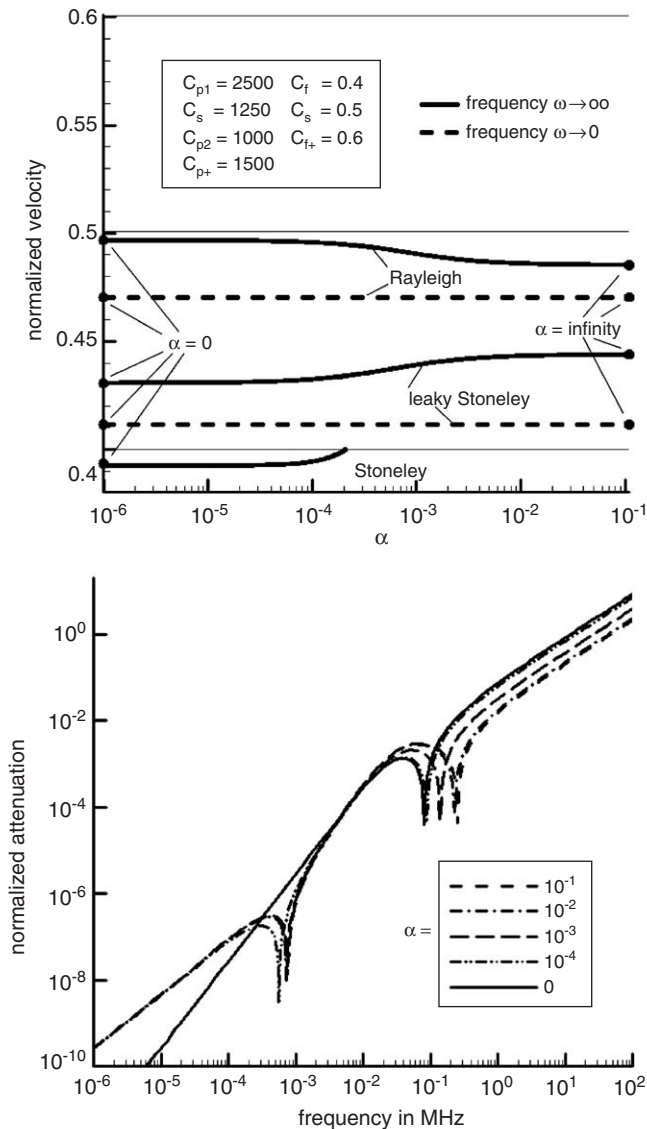 0.6
C_p1 = 2500 C_f = 0.4
C_s = 1250 C_s = 0.5
C_p2 = 1000 C_f+ = 0.6
C_p+ = 1500
frequency ω→∞
frequency ω→0
0.55
normalized velocity
0.5
Rayleigh
0.45
α = 0
α = infinity
leaky Stoneley
0.4
Stoneley
10^-6 10^-5 10^-4 10^-3 10^-2 10^-1
α
10^0
10^-2
normalized attenuation
10^-4
10^-6
10^-8
10^-10
α =
10^-1
10^-2
10^-3
10^-4
0
10^-6 10^-5 10^-4 10^-3 10^-2 10^-1 10^0 10^1 10^2
frequency in MHz